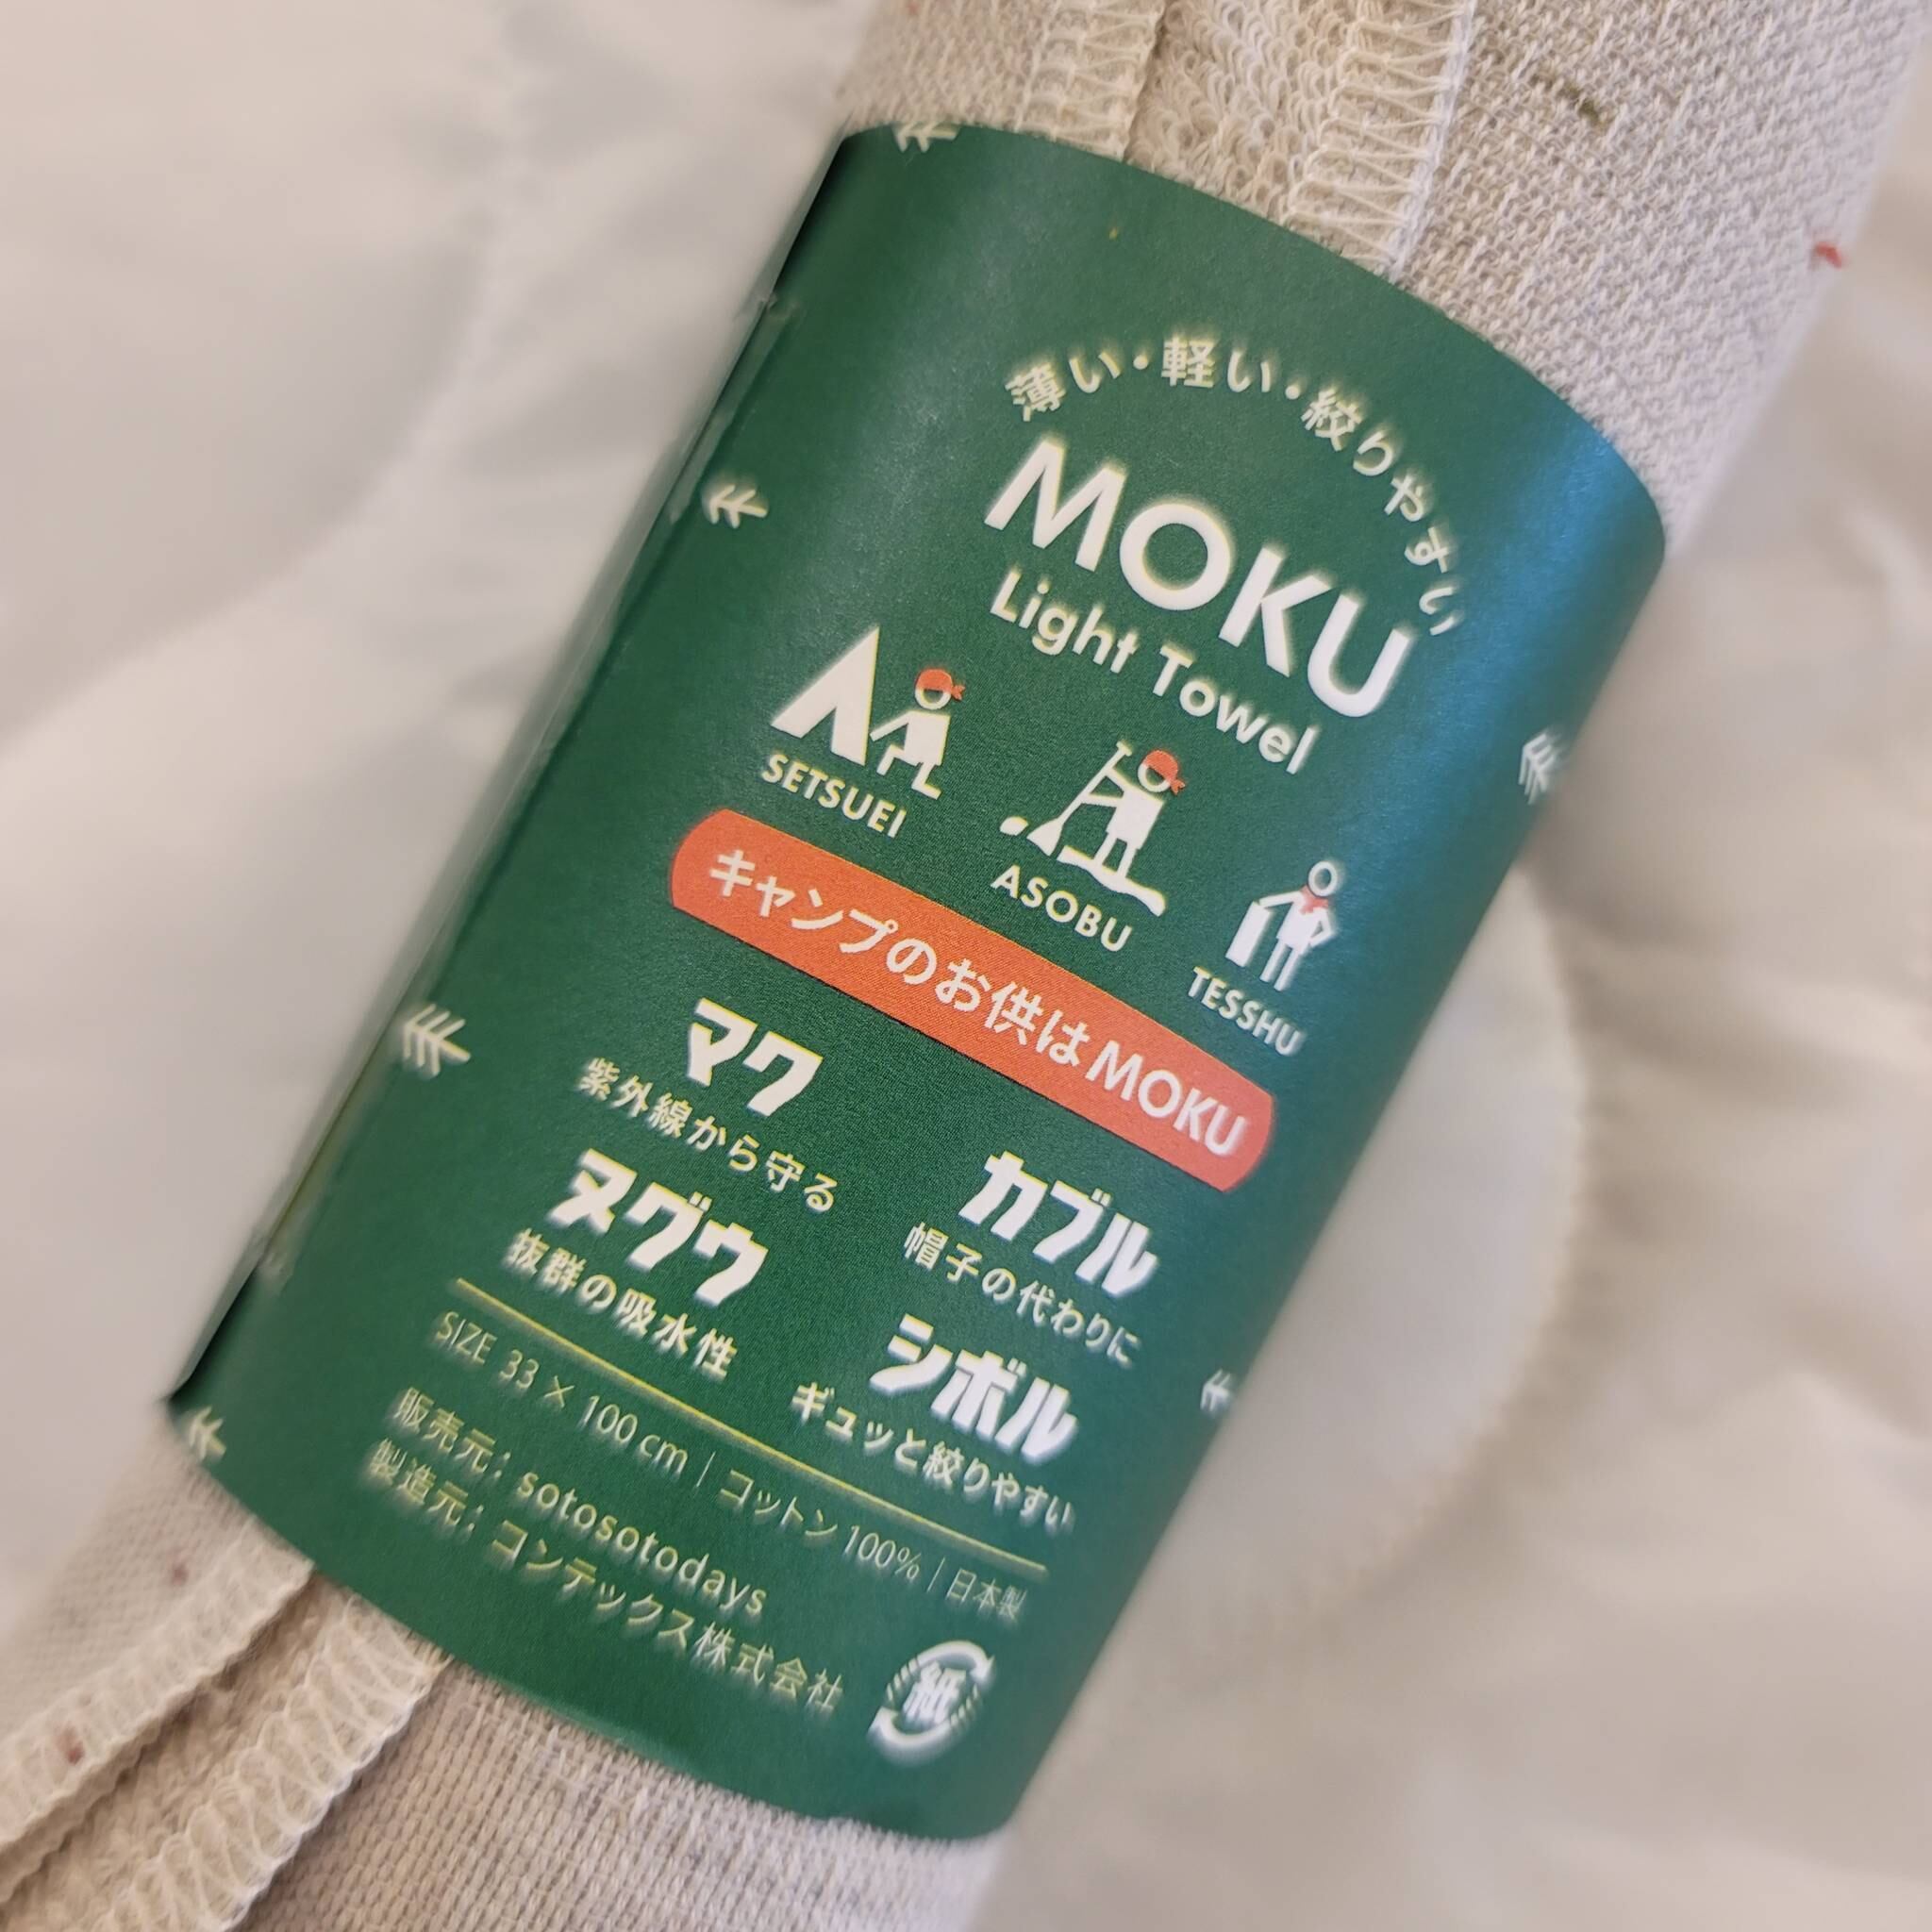 薄い・軽い・絞りやすい
MOKU
Light Towel
SETSUEI
ASOBU
TESSHU
キャンプのお供はMOKU
マク
紫外線から守る
カブル
帽子の代わりに
ヌグウ
抜群の吸水性
シボル
ギュッと絞りやすい
SIZE 33 × 100 cm | コットン 100% | 日本製
販売元: sotosotodays
製造元: コンテックス株式会社
紙